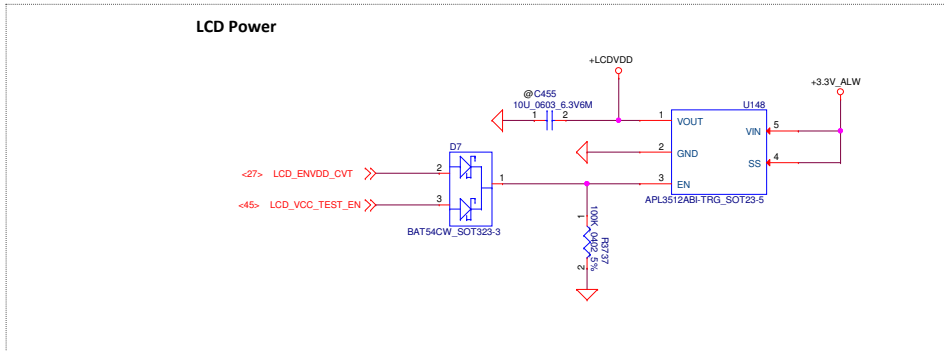 LCD Power
+LCDVDD
+3.3V_ALW
@C455
10U_0603_6.3V6M
1 2
U148
1 VOUT
VIN 5
2 GND
SS 4
3 EN
APL3512ABI-TRG_SOT23-5
D7
<27> LCD_ENVDD_CVT 2
1
<45> LCD_VCC_TEST_EN 3
BAT54CW_SOT323-3
1
R3737
100K_0402_5%
2